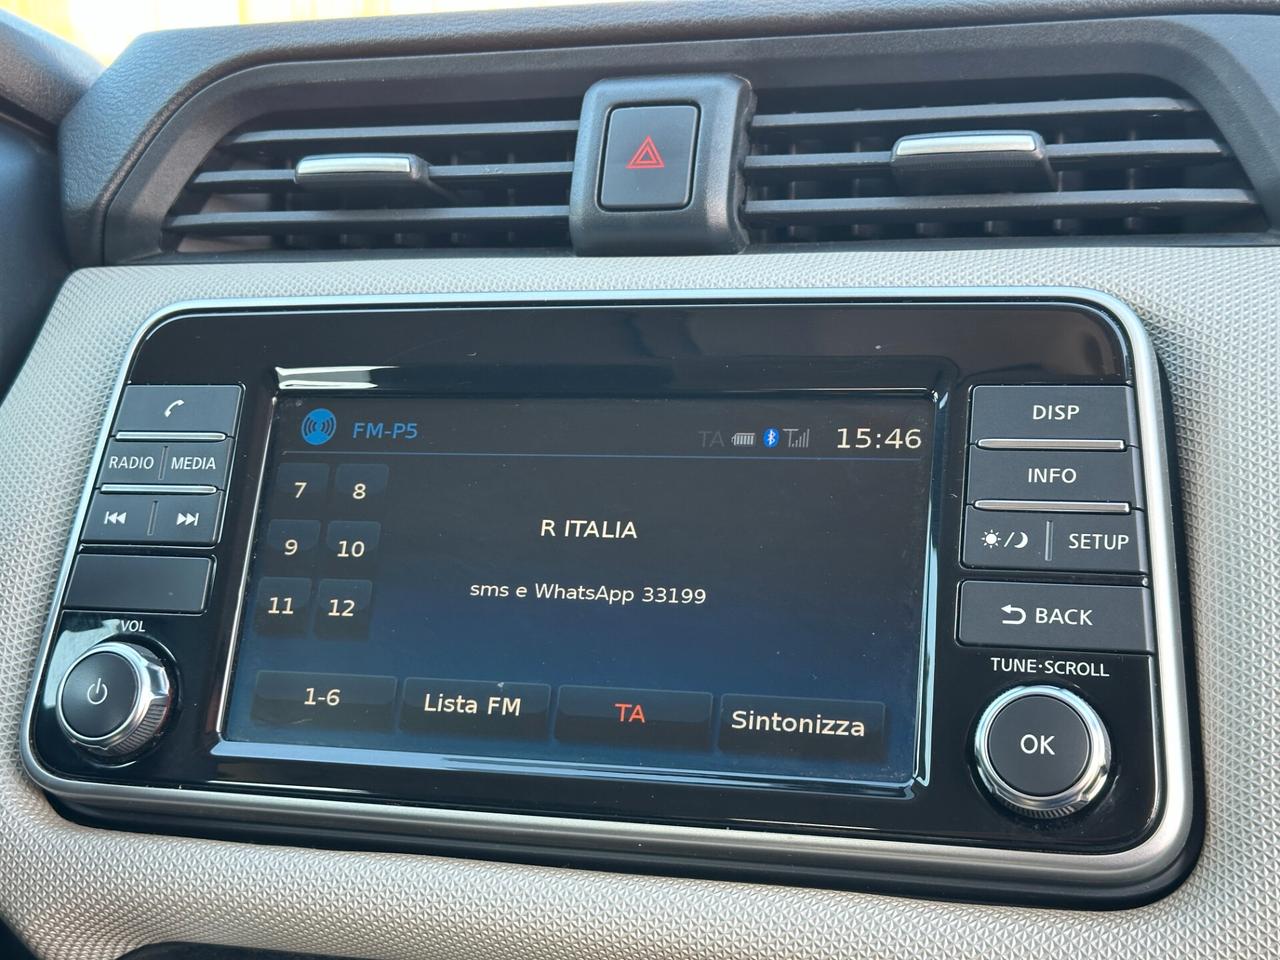 FM-P5
TA
15:46
7 8
R ITALIA
9 10
sms e WhatsApp 33199
11 12
1-6 Lista FM TA Sintonizza
RADIO MEDIA
VOL
DISP
INFO
SETUP
BACK
TUNE·SCROLL
OK